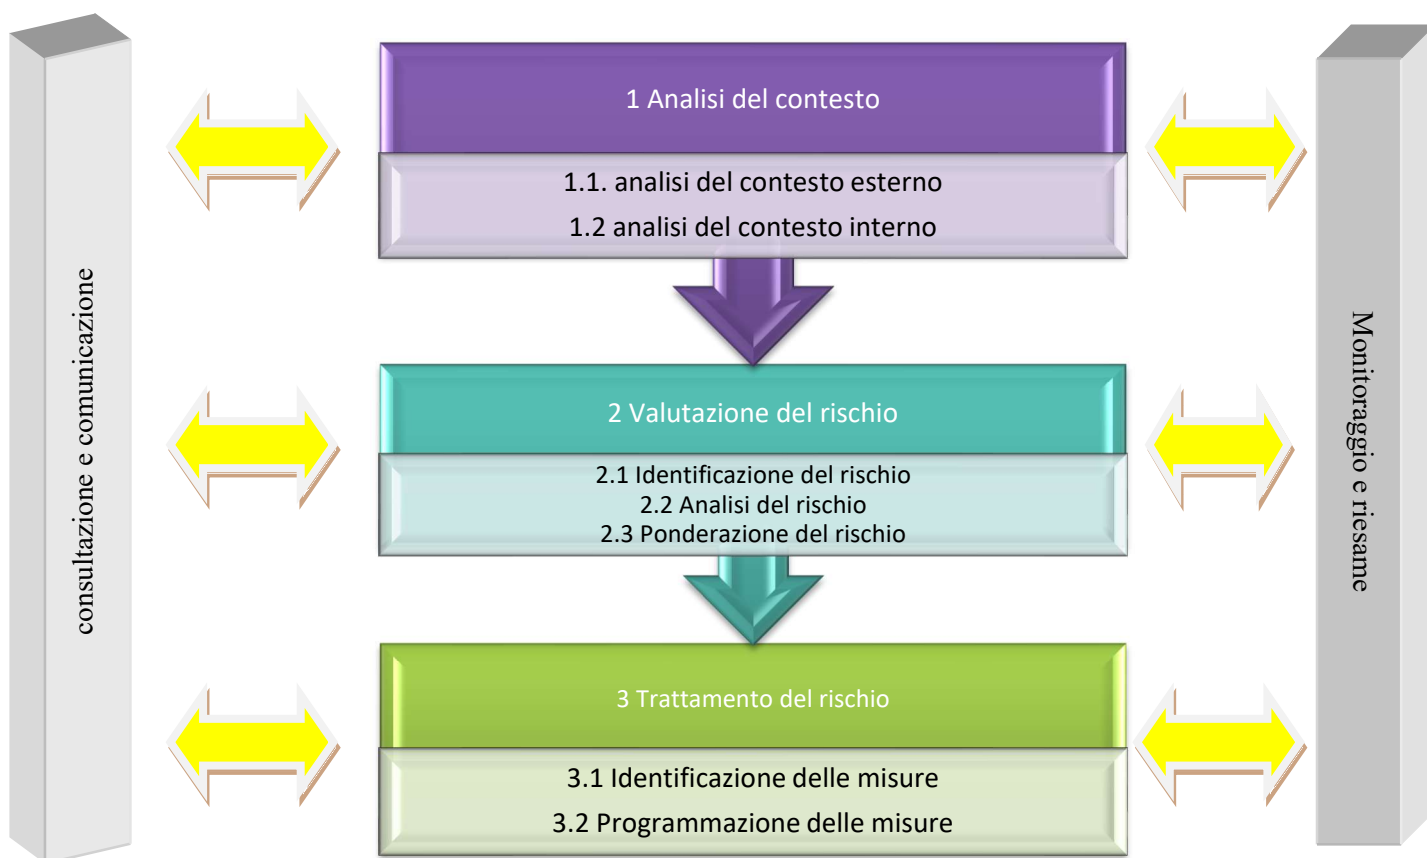 consultazione e comunicazione
1 Analisi del contesto
1.1. analisi del contesto esterno
1.2 analisi del contesto interno
2 Valutazione del rischio
2.1 Identificazione del rischio
2.2 Analisi del rischio
2.3 Ponderazione del rischio
3 Trattamento del rischio
3.1 Identificazione delle misure
3.2 Programmazione delle misure
Monitoraggio e riesame